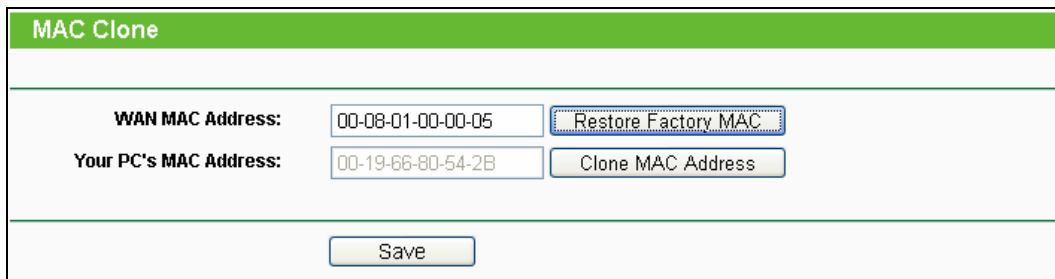 MAC Clone
WAN MAC Address: 00-08-01-00-00-05 Restore Factory MAC
Your PC's MAC Address: 00-19-66-80-54-2B Clone MAC Address
Save